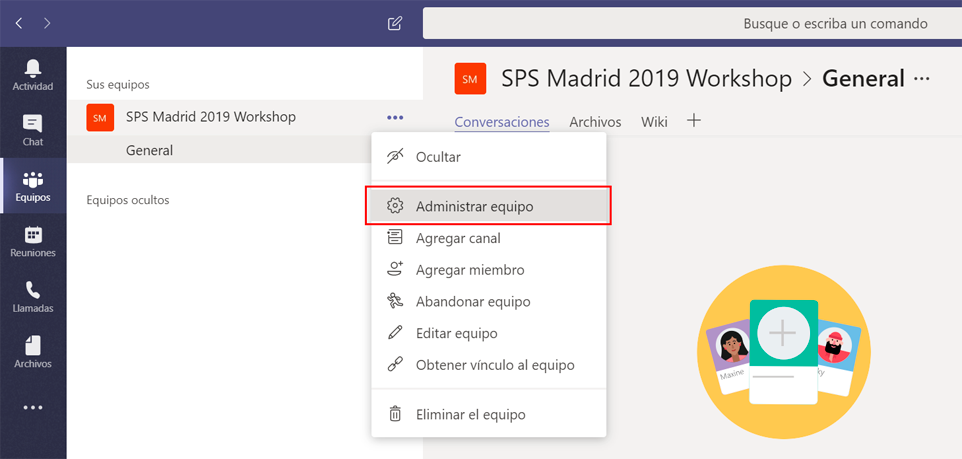 Busque o escriba un comando
Actividad
Chat
Equipos
Reuniones
Llamadas
Archivos
Sus equipos
SM SPS Madrid 2019 Workshop
General
Equipos ocultos
SM SPS Madrid 2019 Workshop > General
Conversaciones Archivos Wiki
Ocultar
Administrar equipo
Agregar canal
Agregar miembro
Abandonar equipo
Editar equipo
Obtener vínculo al equipo
Eliminar el equipo
Maxine
ky